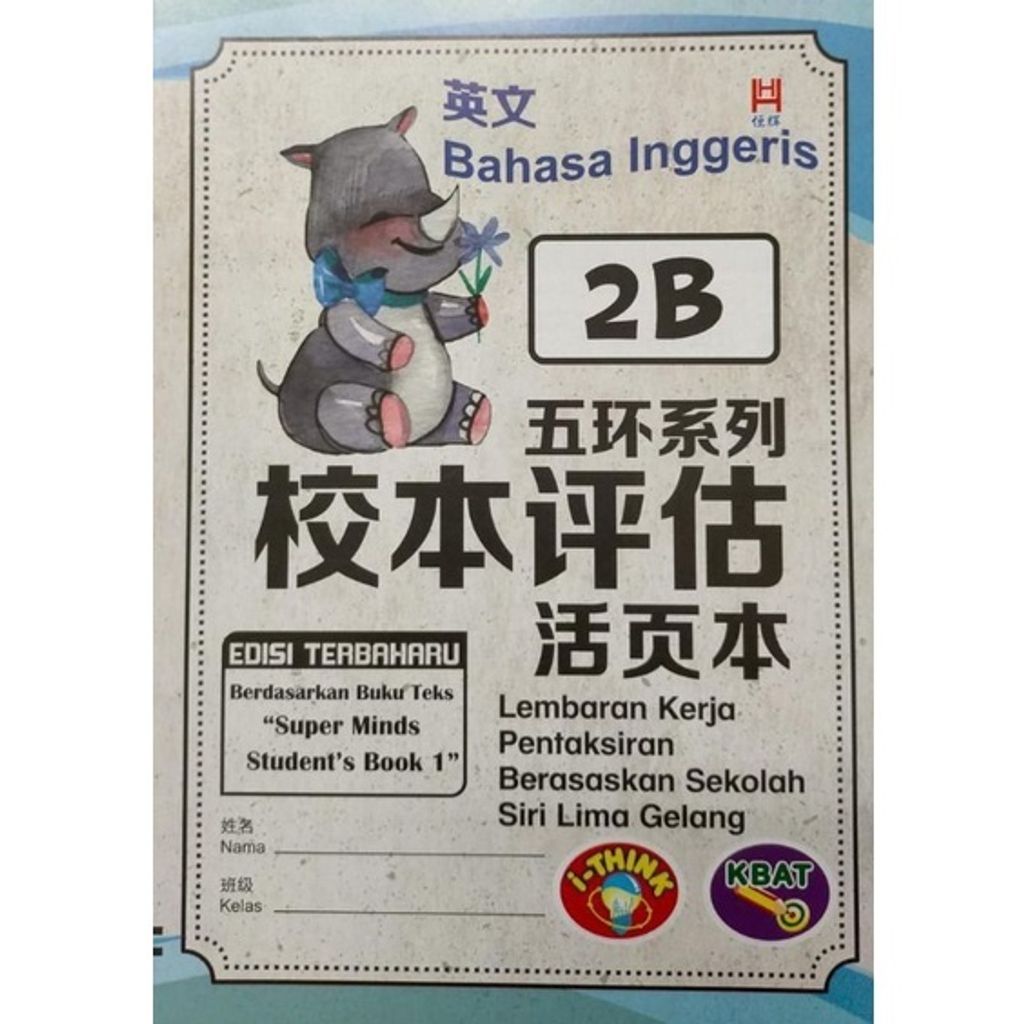 英文
恒辉
Bahasa Inggeris
2B
五环系列
校本评估
活页本
EDISI TERBAHARU
Berdasarkan Buku Teks
“Super Minds
Student's Book 1”
Lembaran Kerja
Pentaksiran
Berasaskan Sekolah
Siri Lima Gelang
姓名
Nama
班级
Kelas
i-THINK
KBAT